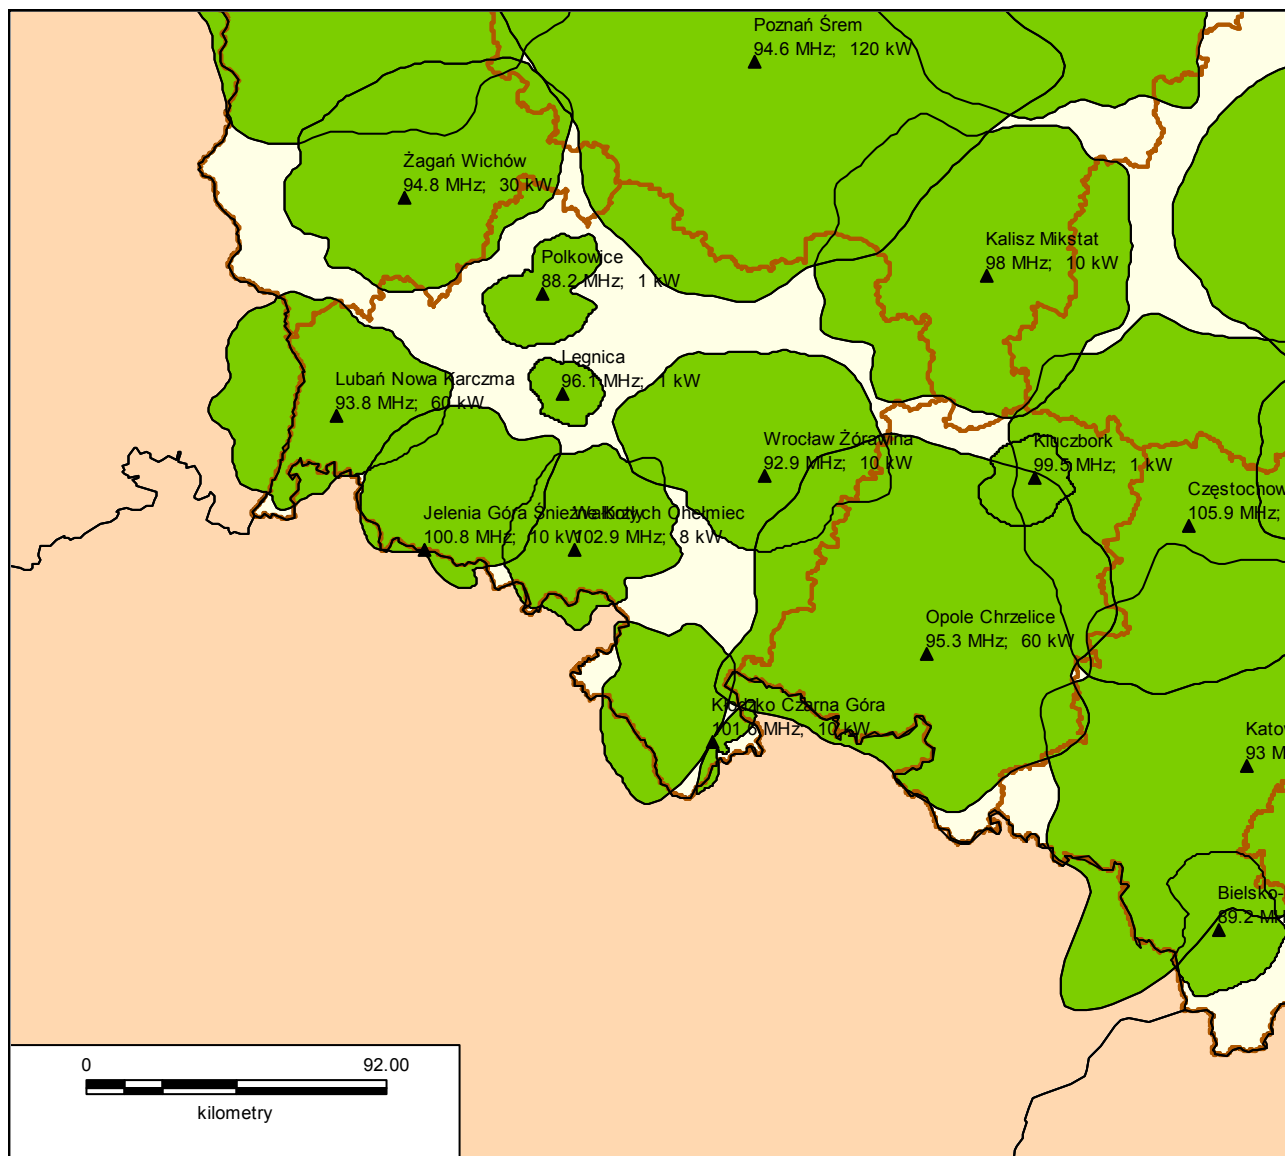 Poznań Śrem
94.6 MHz; 120 kW
Żagań Wichów
94.8 MHz; 30 kW
Kalisz Mikstat
98 MHz; 10 kW
Polkowice
88.2 MHz; 1 kW
Legnica
96.1 MHz; 1 kW
Lubań Nowa Karczma
93.8 MHz; 60 kW
Wrocław Żórawina
92.9 MHz; 10 kW
Kluczbork
99.5 MHz; 1 kW
Częstochow
105.9 MHz;
Jelenia Góra Śnieżne Kotły
100.8 MHz; 10 kW
Wałbrzych Chełmiec
102.9 MHz; 8 kW
Opole Chrzelice
95.3 MHz; 60 kW
Kłodzko Czarna Góra
101.6 MHz; 10 kW
Katow
93 M
Bielsko-
89.2 MH
0 92.00
kilometry